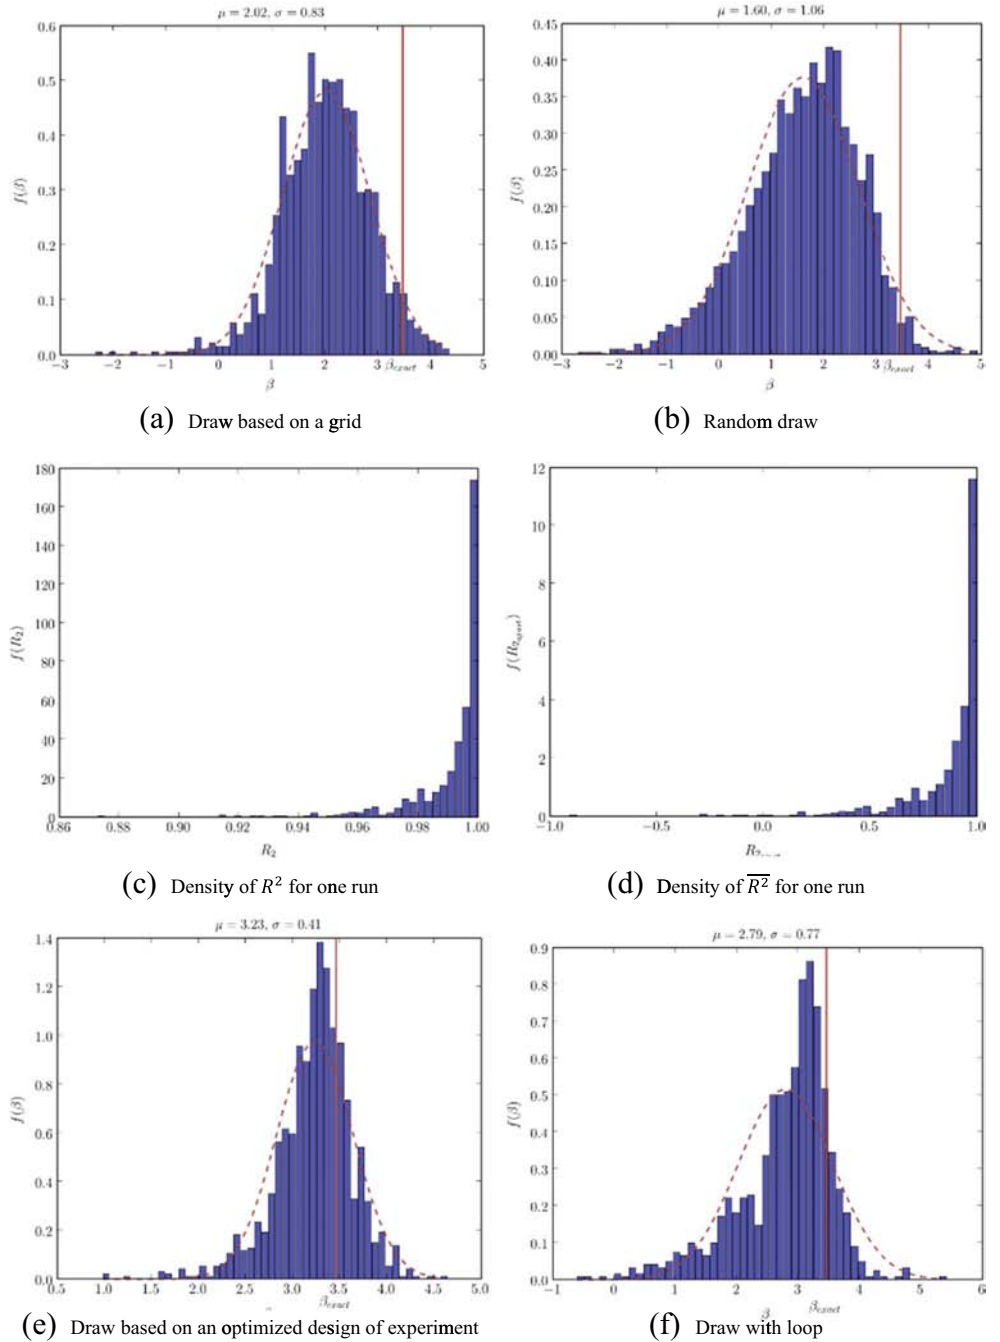 μ = 2.02, σ = 0.83
0.6
0.5
0.4
0.3
0.2
0.1
0.0
f(β)
−3 −2 −1 0 1 2 3 βexact 5
β
(a) Draw based on a grid
μ = 1.60, σ = 1.06
0.45
0.40
0.35
0.30
0.25
0.20
0.15
0.10
0.05
0.00
f(β)
−3 −2 −1 0 1 2 3 βexact 5
β
(b) Random draw
180
160
140
120
100
80
60
40
20
0
f(R2)
0.86 0.88 0.90 0.92 0.94 0.96 0.98 1.00
R2
(c) Density of R² for one run
12
10
8
6
4
2
0
−1.0 −0.5 0.0 0.5 1.0
(d) Density of R̅² for one run
μ = 3.23, σ = 0.41
1.4
1.2
1.0
0.8
0.6
0.4
0.2
0.0
f(β)
0.5 1.0 1.5 2.0 2.5 3.0 3.5 4.0 4.5 5.0
βexact
(e) Draw based on an optimized design of experiment
μ = 2.79, σ = 0.77
0.9
0.8
0.7
0.6
0.5
0.4
0.3
0.2
0.1
0.0
f(β)
−1 0 1 2 3 4 5 6
β βexact
(f) Draw with loop